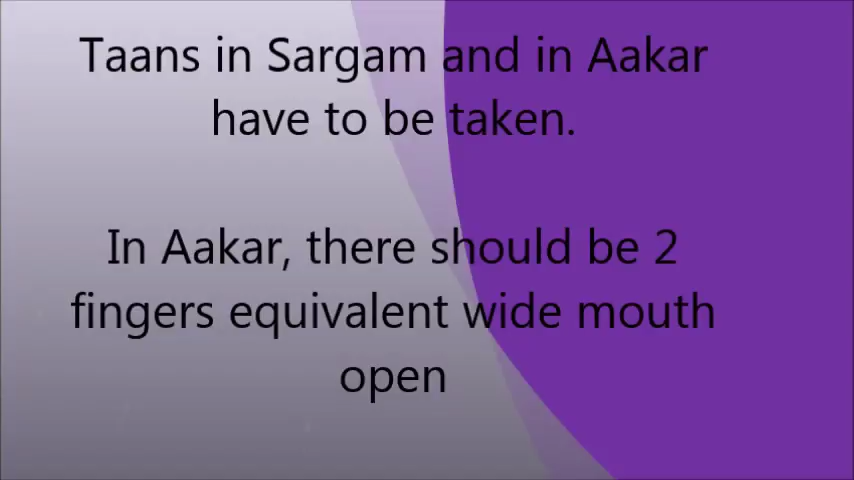 Taans in Sargam and in Aakar
have to be taken.
In Aakar, there should be 2
fingers equivalent wide mouth
open